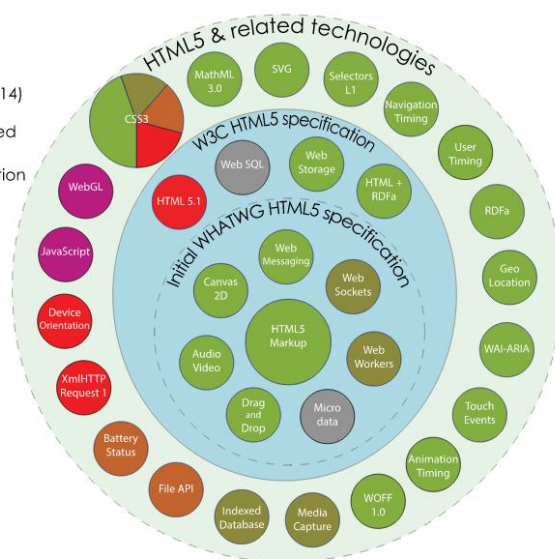 HTML5 & related technologies
14)
ed
tion
CSS3
MathML
3.0
SVG
Selectors
L1
Navigation
Timing
User
Timing
RDFa
Geo
Location
WAI-ARIA
Touch
Events
Animation
Timing
WOFF
1.0
Media
Capture
Indexed
Database
File API
Battery
Status
XmlHTTP
Request 1
Device
Orientation
JavaScript
WebGL
W3C HTML5 specification
HTML 5.1
Web SQL
Web
Storage
HTML +
RDFa
Initial WHATWG HTML5 specification
Web
Messaging
Canvas
2D
Web
Sockets
HTML5
Markup
Audio
Video
Web
Workers
Drag
and
Drop
Micro
data